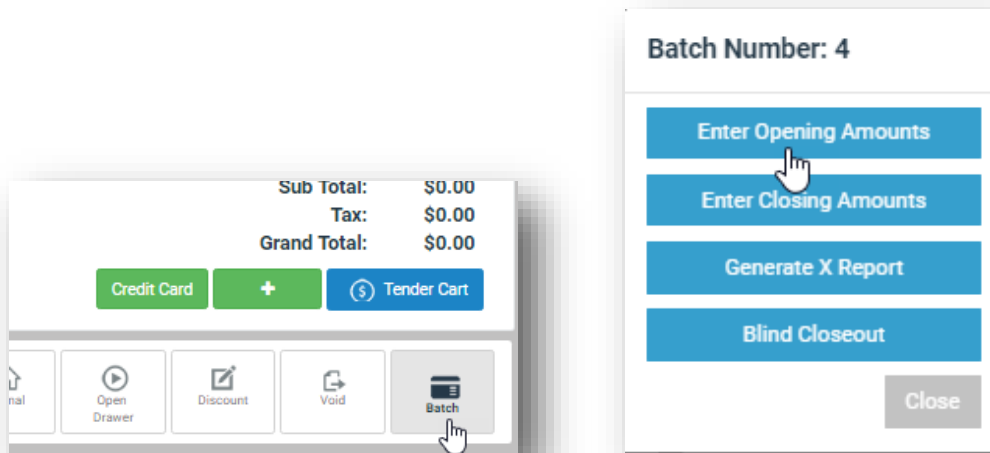 Sub Total: $0.00
Tax: $0.00
Grand Total: $0.00
Credit Card + Tender Cart
Open Drawer
Discount
Void
Batch
Batch Number: 4
Enter Opening Amounts
Enter Closing Amounts
Generate X Report
Blind Closeout
Close